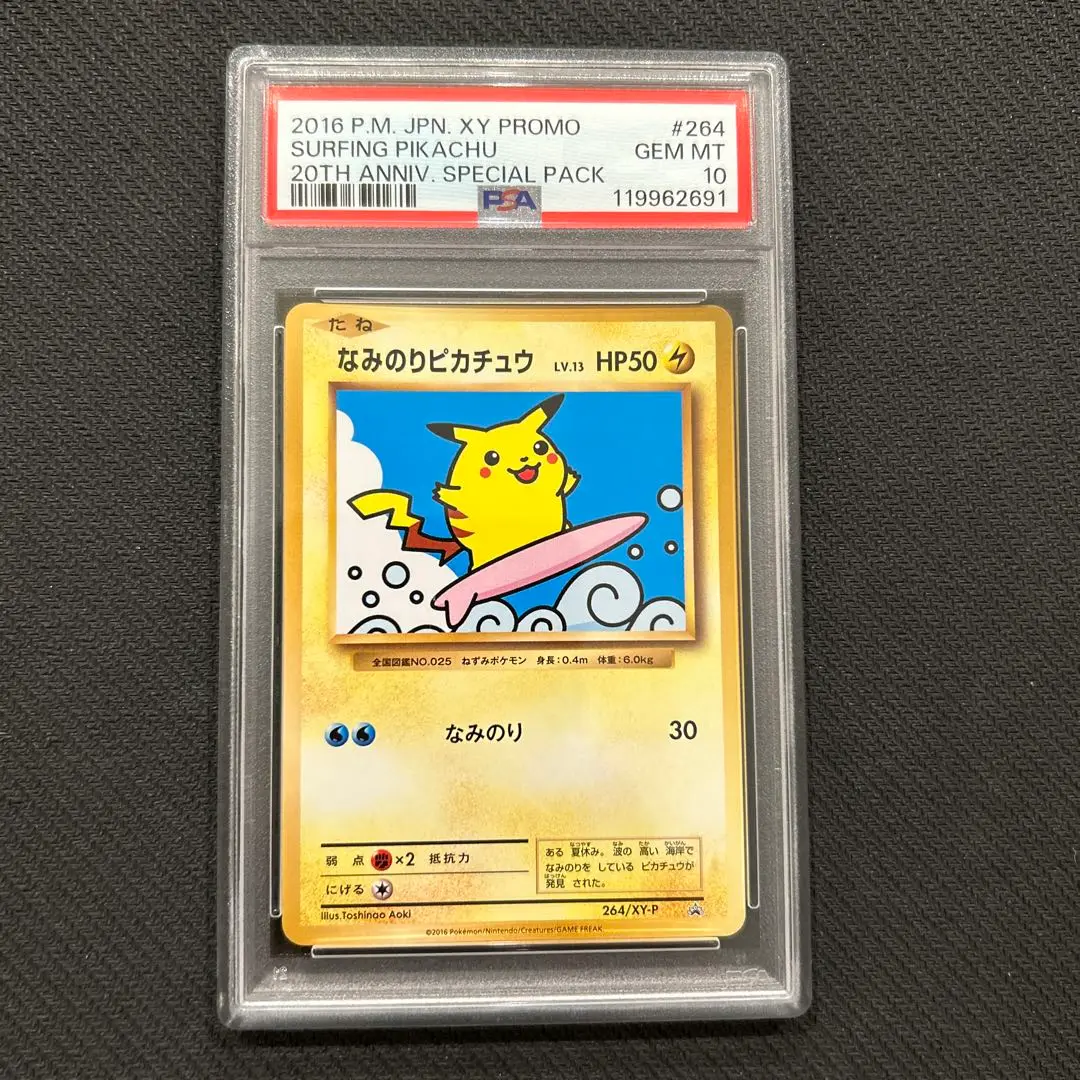 2016 P.M. JPN. XY PROMO #264
SURFING PIKACHU GEM MT
20TH ANNIV. SPECIAL PACK 10
PSA 119962691
たね
なみのりピカチュウ LV.13 HP50
全国図鑑NO.025 ねずみポケモン 身長:0.4m 体重:6.0kg
なみのり 30
弱点 ×2 抵抗力
にげる
ある 夏休み。波の 高い 海岸で
なみのりを している ピカチュウが
発見 された。
Illus.Toshinao Aoki 264/XY-P
©2016 Pokémon/Nintendo/Creatures/GAME FREAK